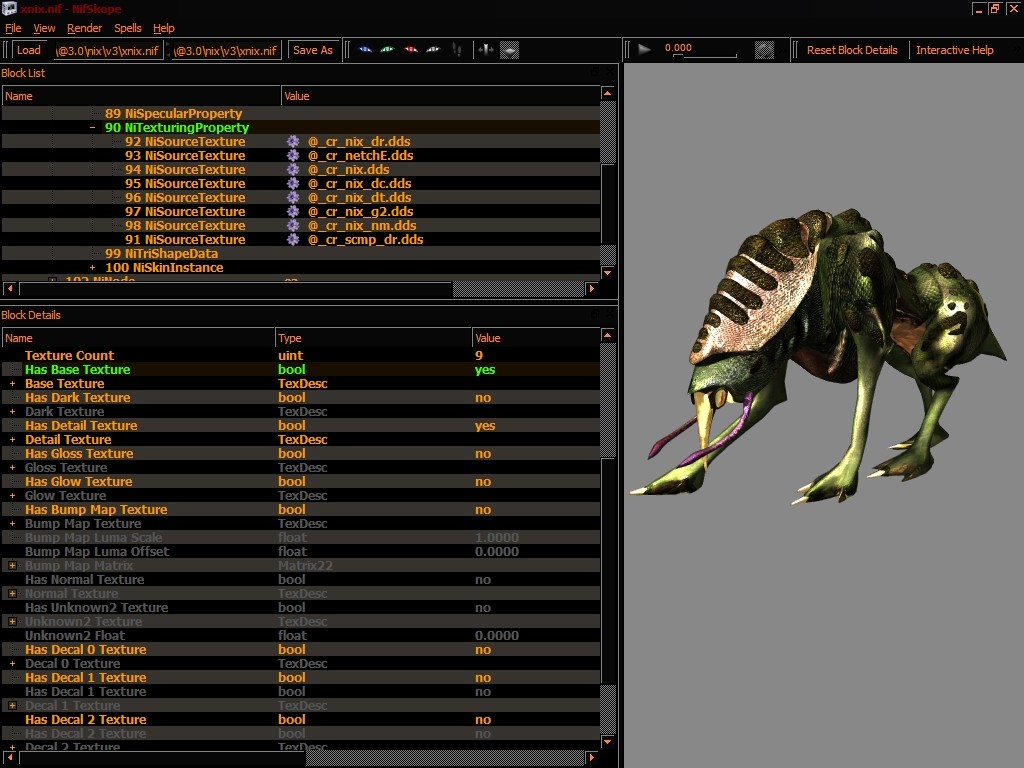 xnix.nif - NifSkope
File View Render Spells Help
Load \@3.0\nix\v3\xnix.nif \@3.0\nix\v3\xnix.nif Save As 0.000 Reset Block Details Interactive Help
Block List
Name Value
89 NiSpecularProperty
90 NiTexturingProperty
92 NiSourceTexture @_cr_nix_dr.dds
93 NiSourceTexture @_cr_netchE.dds
94 NiSourceTexture @_cr_nix.dds
95 NiSourceTexture @_cr_nix_dc.dds
96 NiSourceTexture @_cr_nix_dt.dds
97 NiSourceTexture @_cr_nix_g2.dds
98 NiSourceTexture @_cr_nix_nm.dds
91 NiSourceTexture @_cr_scmp_dr.dds
99 NiTriShapeData
100 NiSkinInstance
Block Details
Name Type Value
Texture Count uint 9
Has Base Texture bool yes
Base Texture TexDesc
Has Dark Texture bool no
Dark Texture TexDesc
Has Detail Texture bool yes
Detail Texture TexDesc
Has Gloss Texture bool no
Gloss Texture TexDesc
Has Glow Texture bool no
Glow Texture TexDesc
Has Bump Map Texture bool no
Bump Map Texture TexDesc
Bump Map Luma Scale float 1.0000
Bump Map Luma Offset float 0.0000
Bump Map Matrix Matrix22
Has Normal Texture bool no
Normal Texture TexDesc
Has Unknown2 Texture bool no
Unknown2 Texture TexDesc
Unknown2 Float float 0.0000
Has Decal 0 Texture bool no
Decal 0 Texture TexDesc
Has Decal 1 Texture bool no
Has Decal 1 Texture bool no
Decal 1 Texture TexDesc
Has Decal 2 Texture bool no
Has Decal 2 Texture bool no
Decal 2 Texture TexDesc